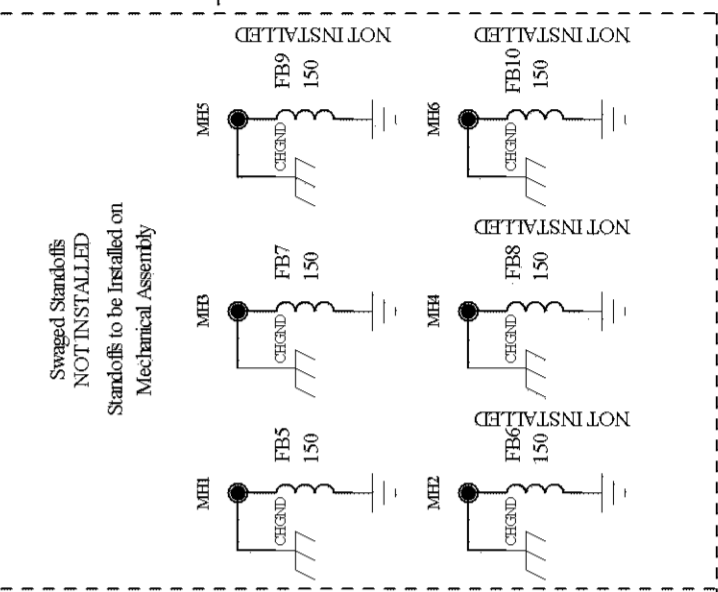 Swaged Standoffs
NOT INSTALLED
Standoffs to be Installed on
Mechanical Assembly
NOT INSTALLED
MH5
FB9
150
CHGND
NOT INSTALLED
MH6
FB10
150
CHGND
MH3
FB7
150
CHGND
NOT INSTALLED
MH4
FB8
150
CHGND
MH1
FB5
150
CHGND
NOT INSTALLED
MH2
FB6
150
CHGND